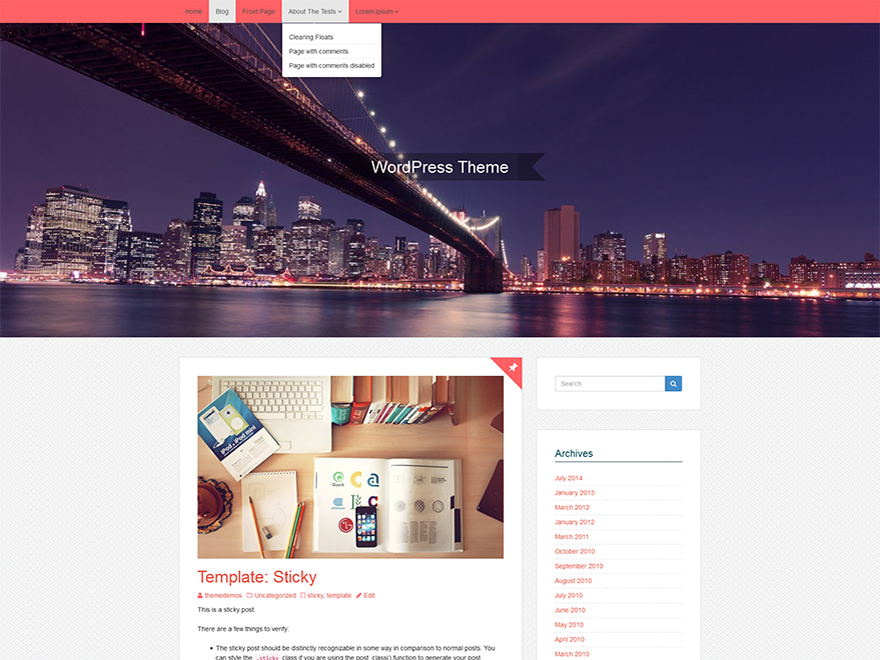 Home Blog Front Page About The Tests Lorem Ipsum
Clearing Floats
Page with comments
Page with comments disabled
WordPress Theme
Search
iPod + iPod mini
Quark
C a
LG
Archives
July 2014
January 2013
March 2012
January 2012
March 2011
October 2010
September 2010
August 2010
July 2010
June 2010
May 2010
April 2010
March 2010
Template: Sticky
themedemos Uncategorized sticky, template Edit
This is a sticky post.
There are a few things to verify:
• The sticky post should be distinctly recognizable in some way in comparison to normal posts. You
can style the .sticky class if you are using the post_class() function to generate your post